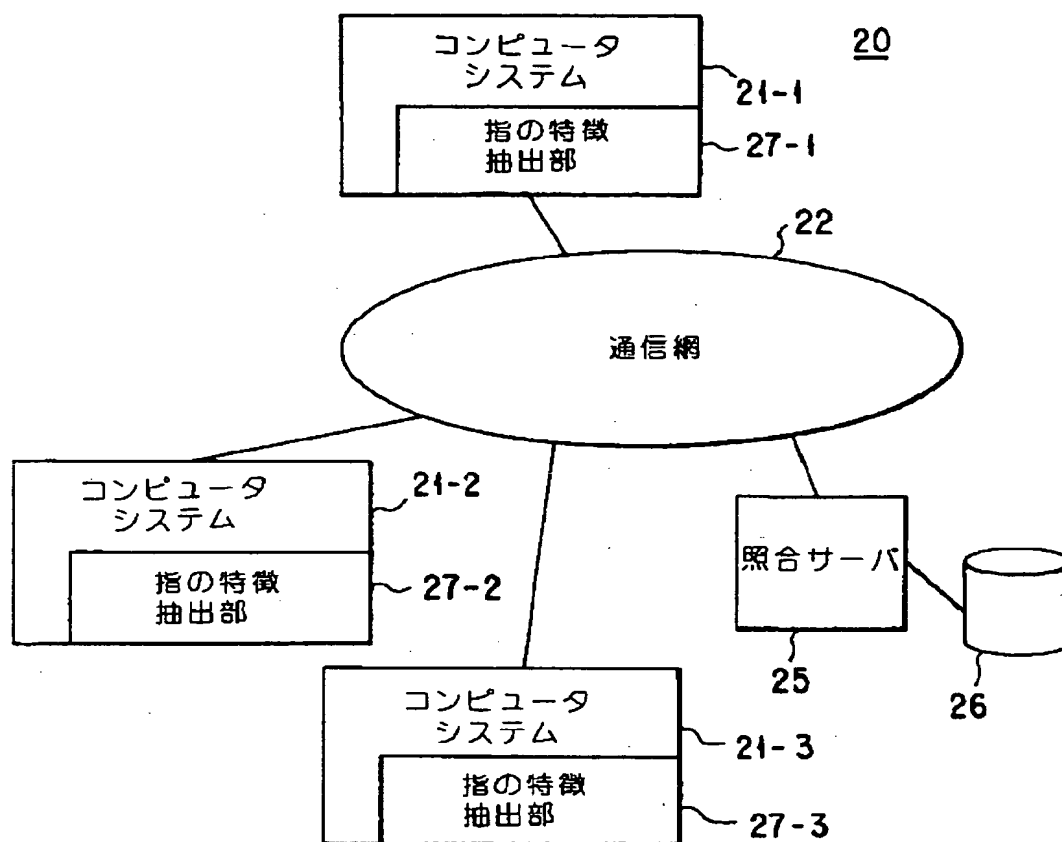 20
コンピュータ
システム
21-1
指の特徴
抽出部
27-1
22
通信網
コンピュータ
システム
21-2
指の特徴
抽出部
27-2
照合サーバ
25
26
コンピュータ
システム
21-3
指の特徴
抽出部
27-3